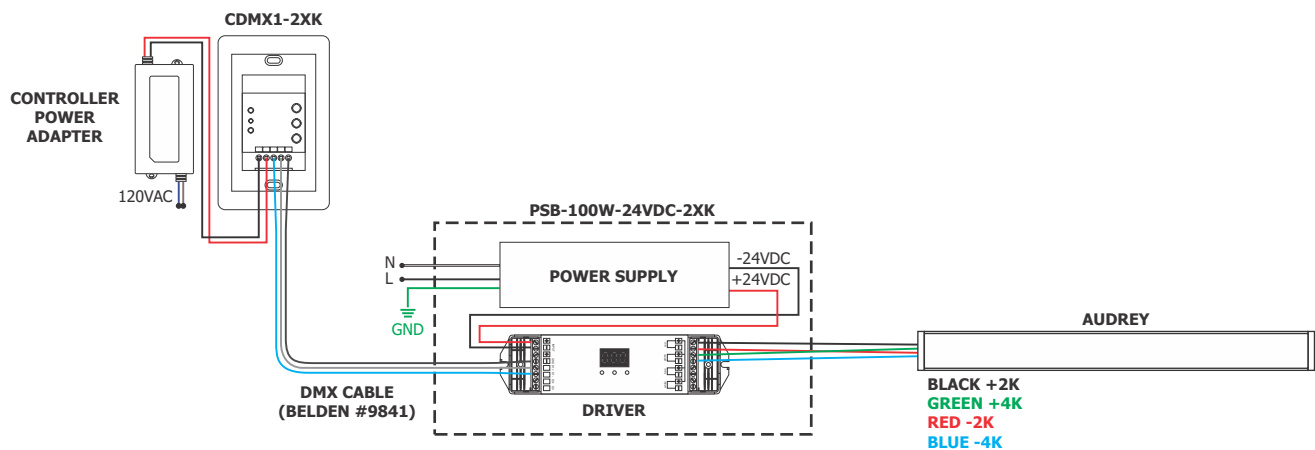 CDMX1-2XK
CONTROLLER
POWER
ADAPTER
120VAC
PSB-100W-24VDC-2XK
N
L
GND
POWER SUPPLY
-24VDC
+24VDC
DMX CABLE
(BELDEN #9841)
DRIVER
AUDREY
BLACK +2K
GREEN +4K
RED -2K
BLUE -4K